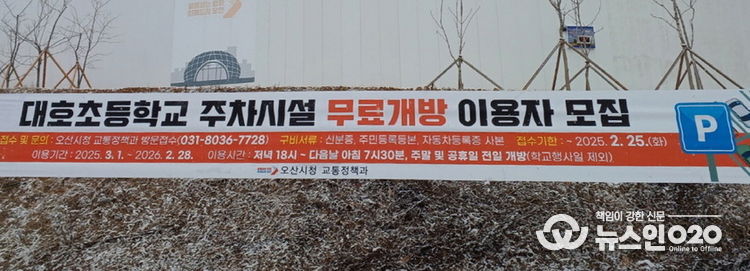 대호초등학교 주차시설 무료개방 이용자 모집
접수 및 문의 : 오산시청 교통정책과 방문접수(031-8036-7728) 구비서류 : 신분증, 주민등록등본, 자동차등록증 사본 접수기한 : ~ 2025. 2. 25.(화)
이용기간 : 2025. 3. 1. ~ 2026. 2. 28. 이용시간 : 저녁 18시 ~ 다음날 아침 7시30분, 주말 및 공휴일 전일 개방(학교행사일 제외)
P
오산시청 교통정책과
책임이 강한 신문
뉴스인020
Online to Offline